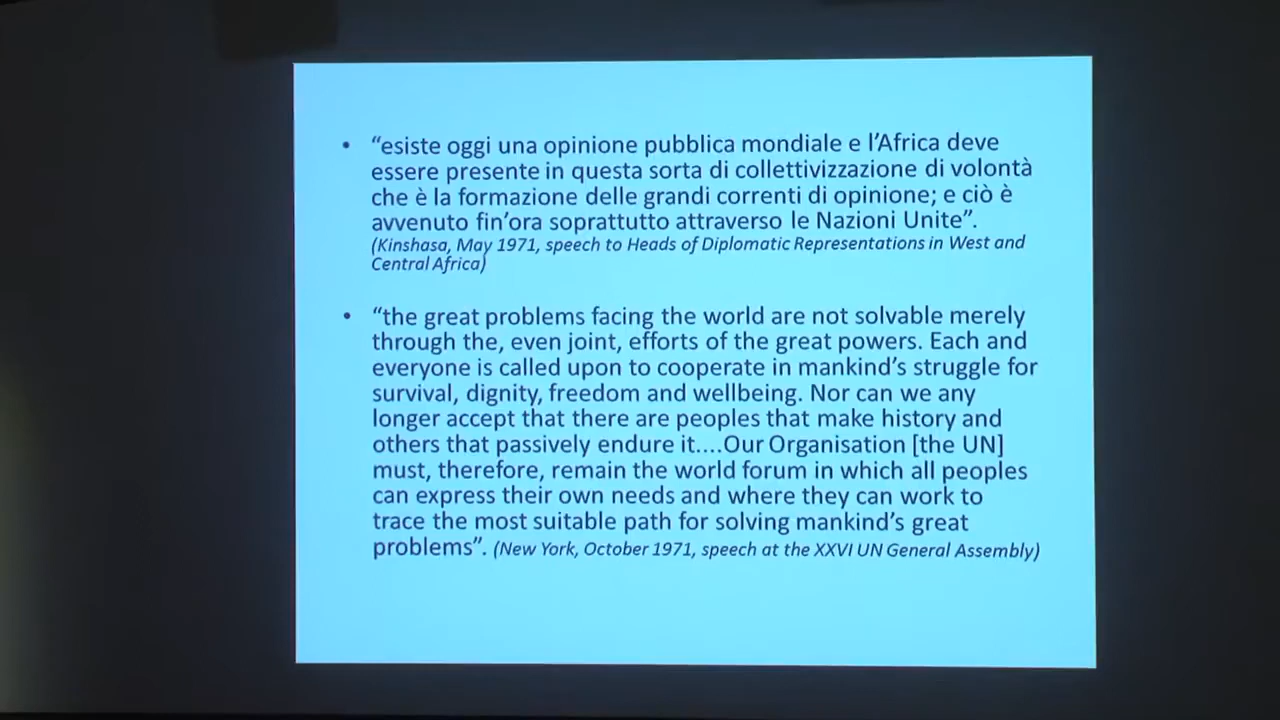 • “esiste oggi una opinione pubblica mondiale e l’Africa deve
essere presente in questa sorta di collettivizzazione di volontà
che è la formazione delle grandi correnti di opinione; e ciò è
avvenuto fin’ora soprattutto attraverso le Nazioni Unite”.
(Kinshasa, May 1971, speech to Heads of Diplomatic Representations in West and
Central Africa)
• “the great problems facing the world are not solvable merely
through the, even joint, efforts of the great powers. Each and
everyone is called upon to cooperate in mankind’s struggle for
survival, dignity, freedom and wellbeing. Nor can we any
longer accept that there are peoples that make history and
others that passively endure it....Our Organisation [the UN]
must, therefore, remain the world forum in which all peoples
can express their own needs and where they can work to
trace the most suitable path for solving mankind’s great
problems”. (New York, October 1971, speech at the XXVI UN General Assembly)